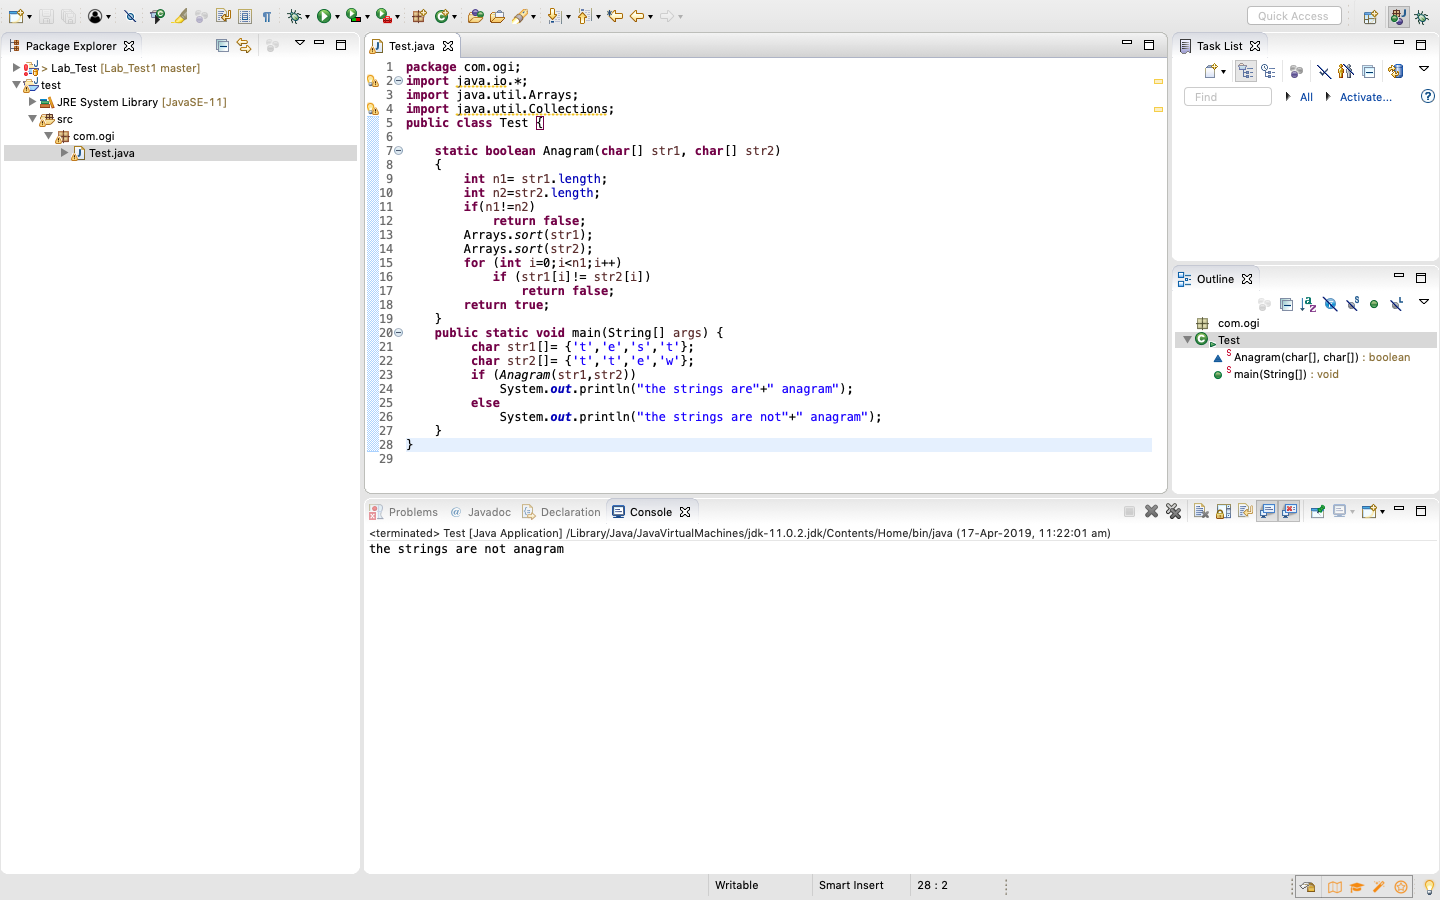 Quick Access
Package Explorer
> Lab_Test [Lab_Test1 master]
test
JRE System Library [JavaSE-11]
src
com.ogi
Test.java
Test.java
1 package com.ogi;
2 import java.io.*;
3 import java.util.Arrays;
4 import java.util.Collections;
5 public class Test {
6
7     static boolean Anagram(char[] str1, char[] str2)
8     {
9         int n1= str1.length;
10         int n2=str2.length;
11         if(n1!=n2)
12             return false;
13         Arrays.sort(str1);
14         Arrays.sort(str2);
15         for (int i=0;i<n1;i++)
16             if (str1[i]!= str2[i])
17                 return false;
18         return true;
19     }
20     public static void main(String[] args) {
21          char str1[]= {'t','e','s','t'};
22          char str2[]= {'t','t','e','w'};
23          if (Anagram(str1,str2))
24              System.out.println("the strings are"+" anagram");
25          else
26              System.out.println("the strings are not"+" anagram");
27     }
28 }
29
Task List
Find
All
Activate...
Outline
com.ogi
Test
Anagram(char[], char[]) : boolean
main(String[]) : void
Problems @ Javadoc Declaration Console
<terminated> Test [Java Application] /Library/Java/JavaVirtualMachines/jdk-11.0.2.jdk/Contents/Home/bin/java (17-Apr-2019, 11:22:01 am)
the strings are not anagram
Writable Smart Insert 28 : 2